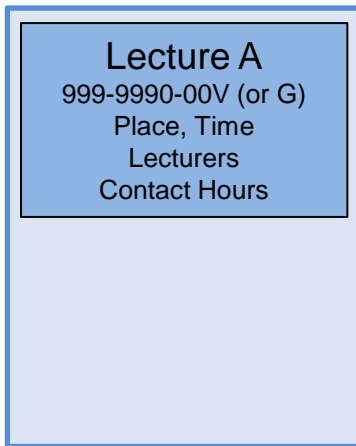 Lecture A
999-9990-00V (or G)
Place, Time
Lecturers
Contact Hours